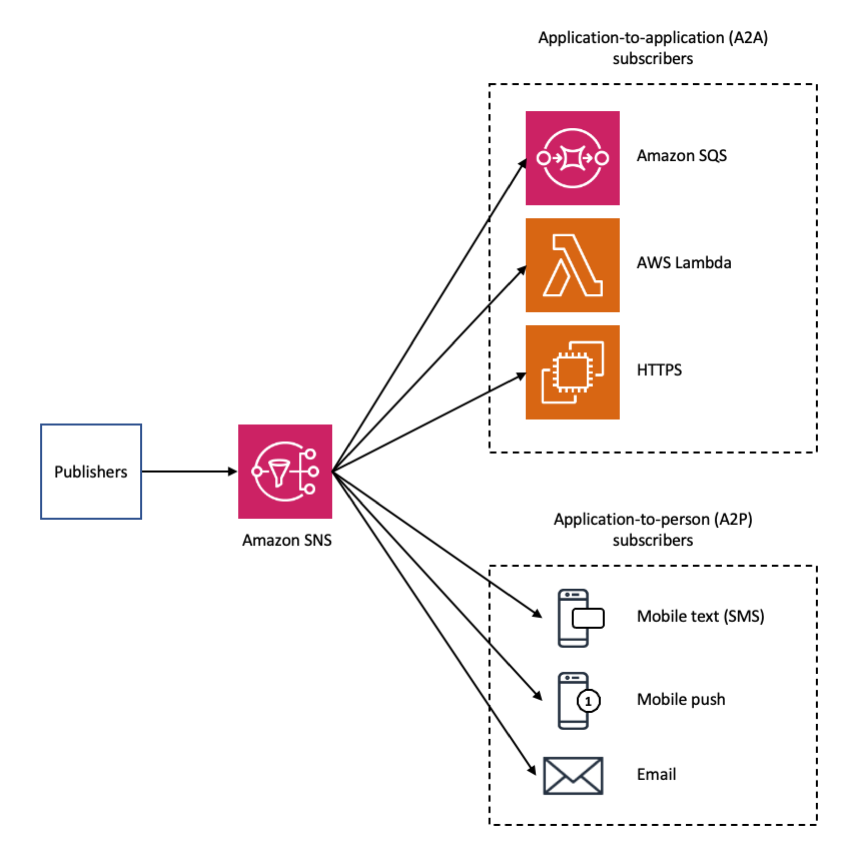 Application-to-application (A2A)
subscribers
Amazon SQS
AWS Lambda
HTTPS
Publishers
Amazon SNS
Application-to-person (A2P)
subscribers
Mobile text (SMS)
1
Mobile push
Email